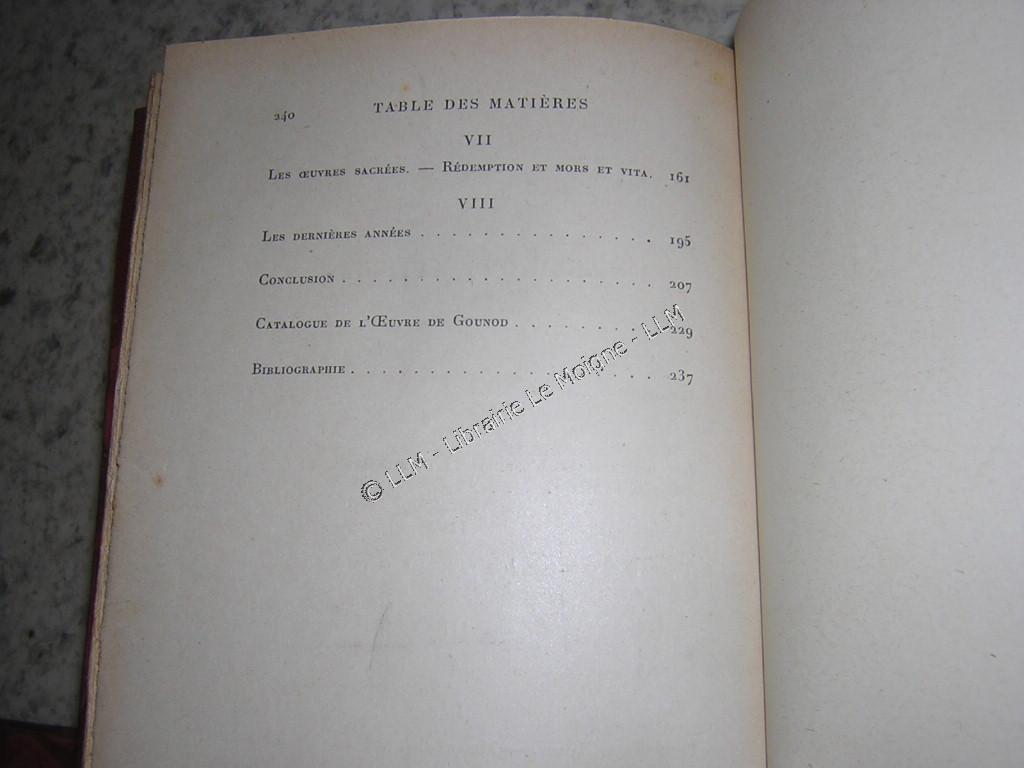 240 TABLE DES MATIÈRES
VII
Les œuvres sacrées. — Rédemption et mors et vita. 161
VIII
Les dernières années . . . . . . . . . . . . . . . . 195
Conclusion . . . . . . . . . . . . . . . . . . . . . 207
Catalogue de l'Œuvre de Gounod . . . . . . . . . . 229
Bibliographie . . . . . . . . . . . . . . . . . . . . 237
© LLM - Librairie Le Moigne - LLM